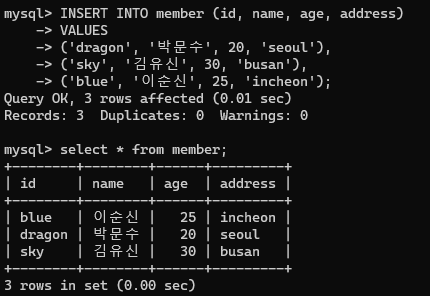 mysql> INSERT INTO member (id, name, age, address)
    -> VALUES
    -> ('dragon', '박문수', 20, 'seoul'),
    -> ('sky', '김유신', 30, 'busan'),
    -> ('blue', '이순신', 25, 'incheon');
Query OK, 3 rows affected (0.01 sec)
Records: 3  Duplicates: 0  Warnings: 0

mysql> select * from member;
+--------+--------+------+---------+
| id     | name   | age  | address |
+--------+--------+------+---------+
| blue   | 이순신 |   25 | incheon |
| dragon | 박문수 |   20 | seoul   |
| sky    | 김유신 |   30 | busan   |
+--------+--------+------+---------+
3 rows in set (0.00 sec)